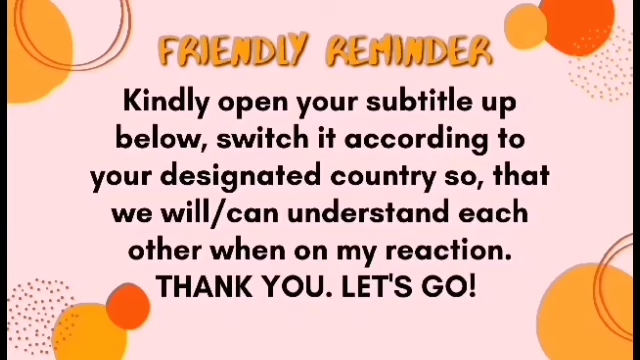 FRIENDLY REMINDER
Kindly open your subtitle up
below, switch it according to
your designated country so, that
we will/can understand each
other when on my reaction.
THANK YOU. LET'S GO!